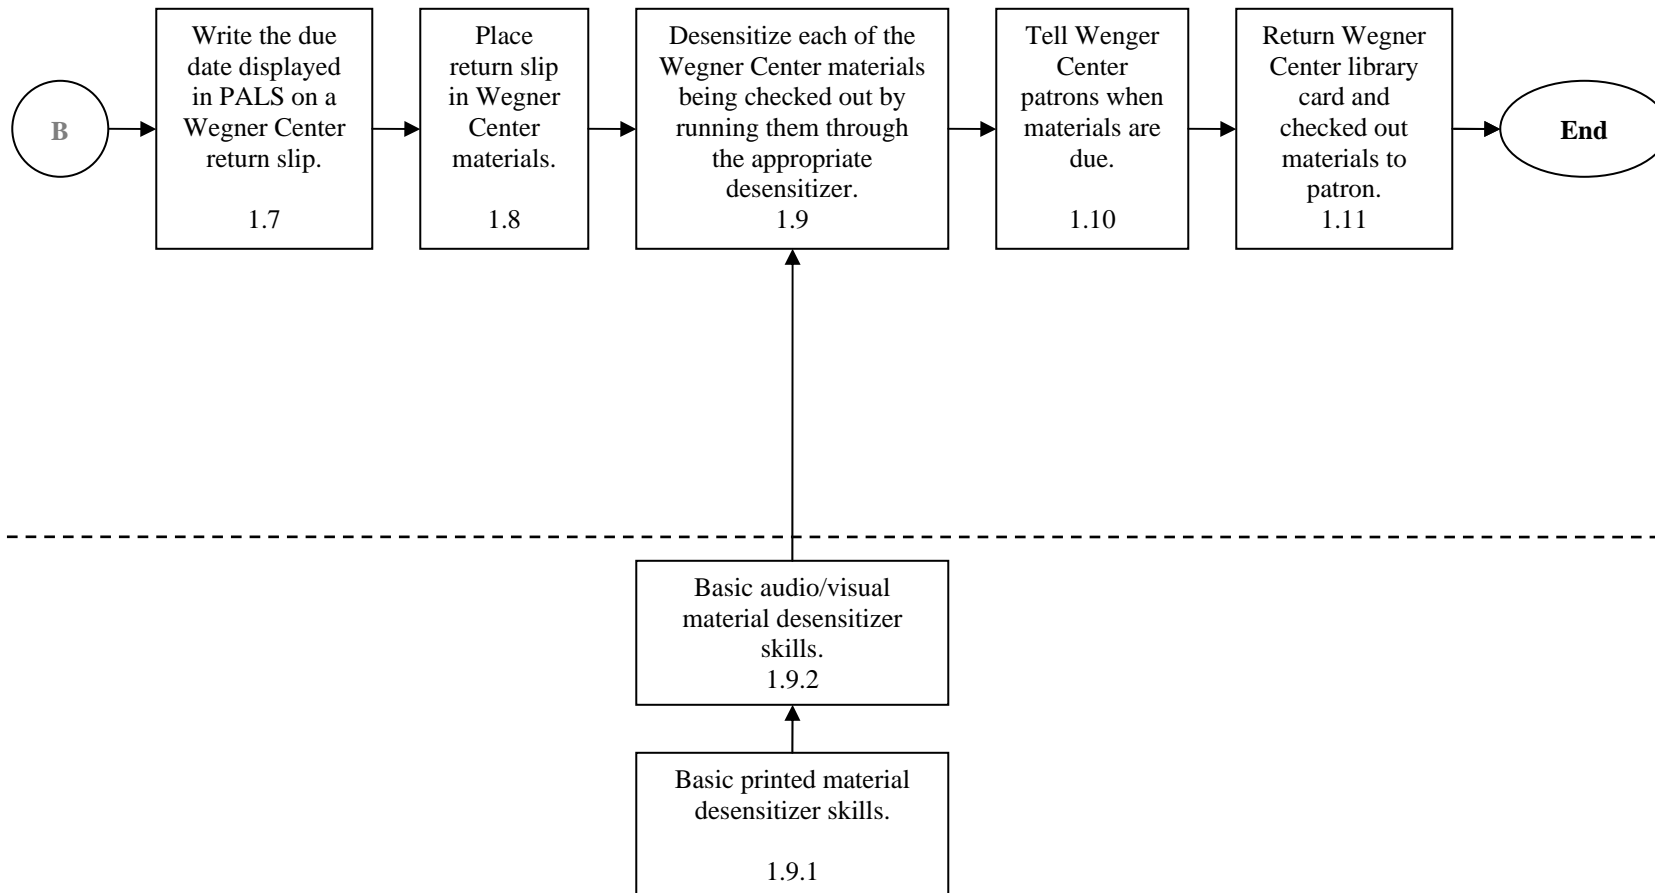 B
Write the due
date displayed
in PALS on a
Wegner Center
return slip.
1.7
Place
return slip
in Wegner
Center
materials.
1.8
Desensitize each of the
Wegner Center materials
being checked out by
running them through
the appropriate
desensitizer.
1.9
Tell Wenger
Center
patrons when
materials are
due.
1.10
Return Wegner
Center library
card and
checked out
materials to
patron.
1.11
End
Basic audio/visual
material desensitizer
skills.
1.9.2
Basic printed material
desensitizer skills.
1.9.1